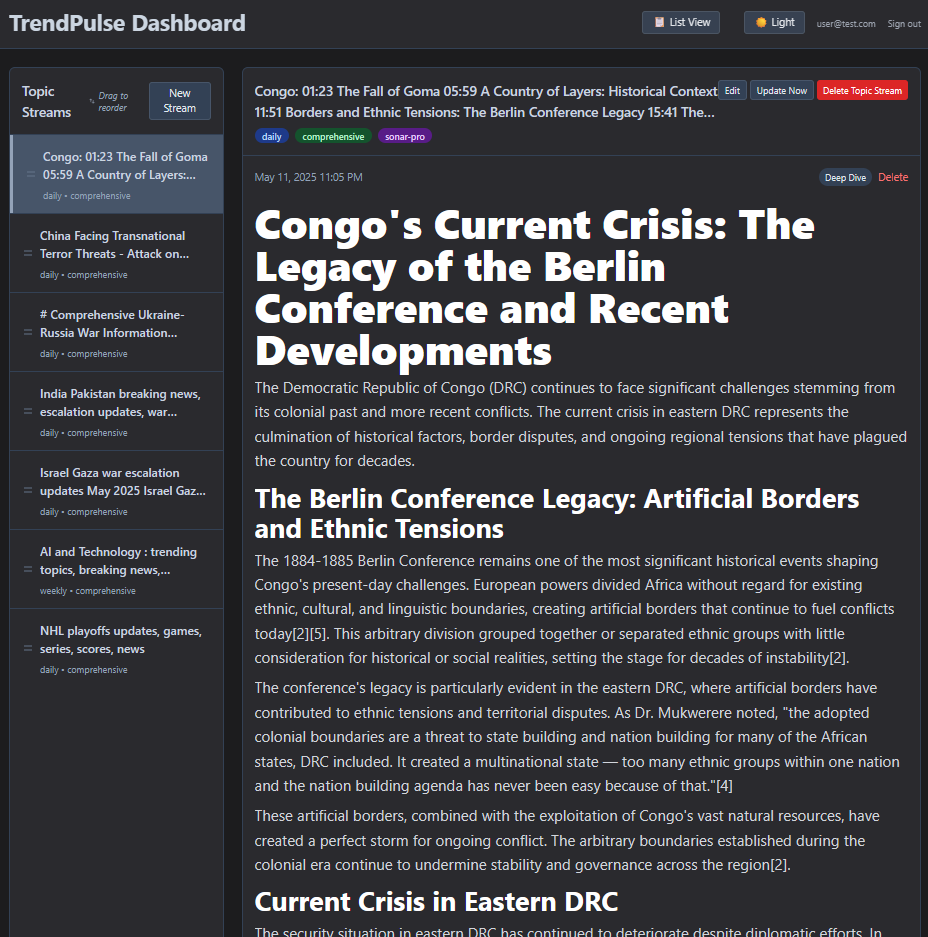 TrendPulse Dashboard
List View
Light
user@test.com
Sign out
Topic
Streams
Drag to
reorder
New
Stream
Congo: 01:23 The Fall of Goma
05:59 A Country of Layers:...
daily • comprehensive
China Facing Transnational
Terror Threats - Attack on...
daily • comprehensive
# Comprehensive Ukraine-
Russia War Information...
daily • comprehensive
India Pakistan breaking news,
escalation updates, war...
daily • comprehensive
Israel Gaza war escalation
updates May 2025 Israel Gaz...
daily • comprehensive
AI and Technology : trending
topics, breaking news,...
weekly • comprehensive
NHL playoffs updates, games,
series, scores, news
daily • comprehensive
Congo: 01:23 The Fall of Goma 05:59 A Country of Layers: Historical Context
11:51 Borders and Ethnic Tensions: The Berlin Conference Legacy 15:41 The...
Edit
Update Now
Delete Topic Stream
daily
comprehensive
sonar-pro
May 11, 2025 11:05 PM
Deep Dive
Delete
Congo's Current Crisis: The
Legacy of the Berlin
Conference and Recent
Developments
The Democratic Republic of Congo (DRC) continues to face significant challenges stemming from
its colonial past and more recent conflicts. The current crisis in eastern DRC represents the
culmination of historical factors, border disputes, and ongoing regional tensions that have plagued
the country for decades.
The Berlin Conference Legacy: Artificial Borders
and Ethnic Tensions
The 1884-1885 Berlin Conference remains one of the most significant historical events shaping
Congo's present-day challenges. European powers divided Africa without regard for existing
ethnic, cultural, and linguistic boundaries, creating artificial borders that continue to fuel conflicts
today[2][5]. This arbitrary division grouped together or separated ethnic groups with little
consideration for historical or social realities, setting the stage for decades of instability[2].
The conference's legacy is particularly evident in the eastern DRC, where artificial borders have
contributed to ethnic tensions and territorial disputes. As Dr. Mukwerere noted, "the adopted
colonial boundaries are a threat to state building and nation building for many of the African
states, DRC included. It created a multinational state — too many ethnic groups within one nation
and the nation building agenda has never been easy because of that."[4]
These artificial borders, combined with the exploitation of Congo's vast natural resources, have
created a perfect storm for ongoing conflict. The arbitrary boundaries established during the
colonial era continue to undermine stability and governance across the region[2].
Current Crisis in Eastern DRC
The security situation in eastern DRC has continued to deteriorate despite diplomatic efforts. In